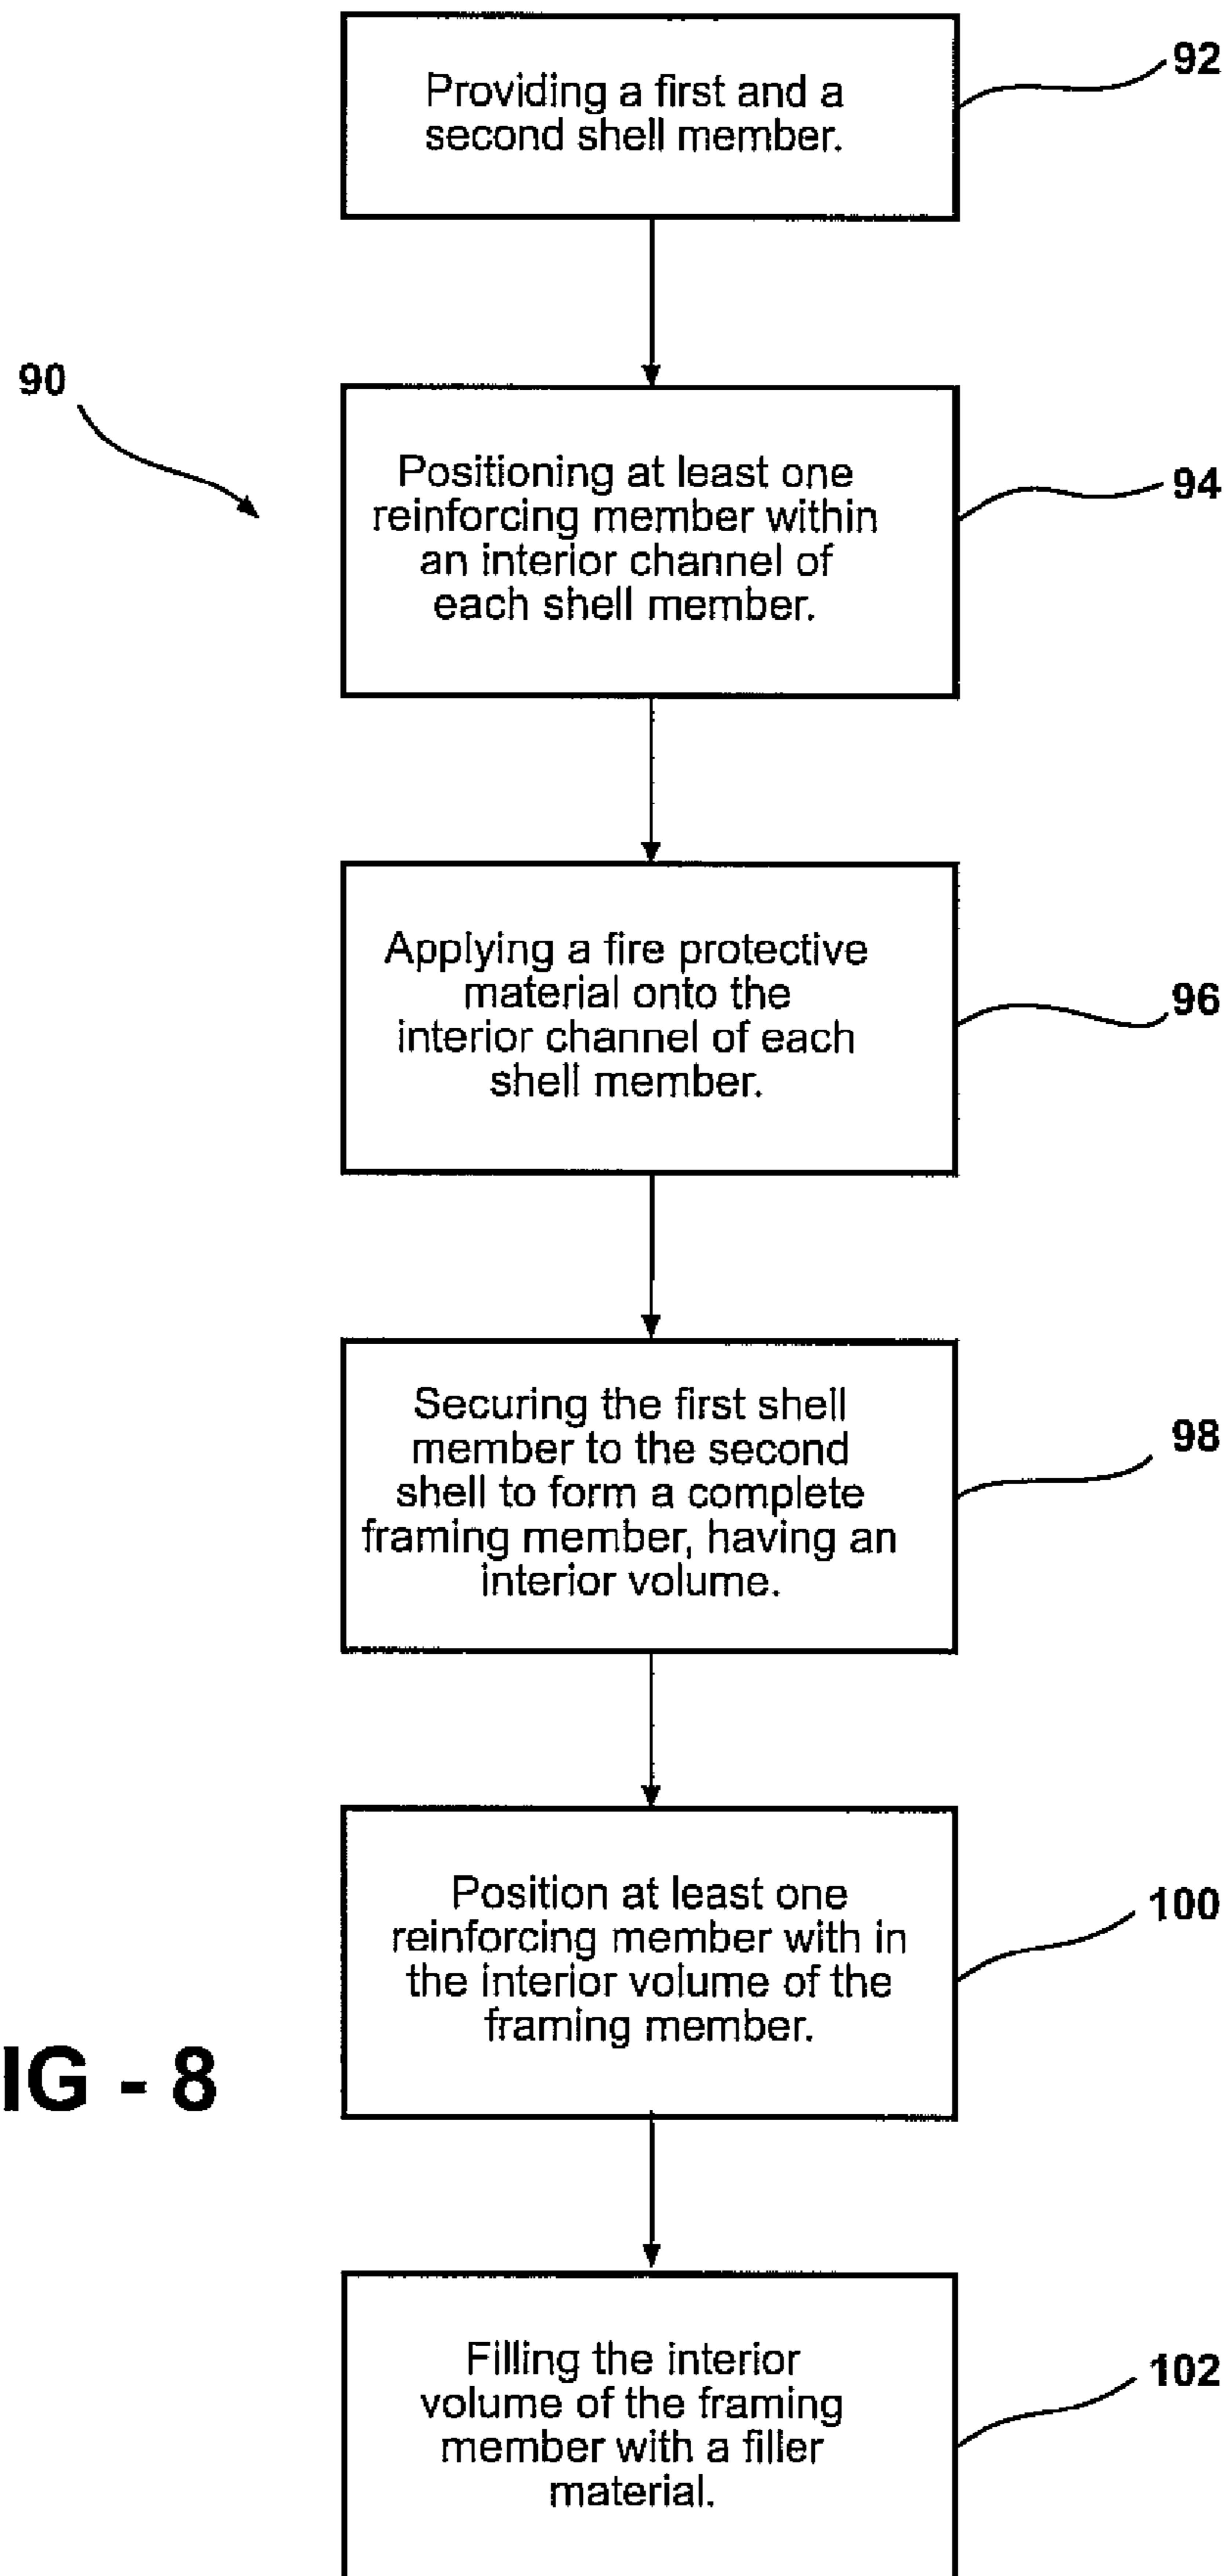 Providing a first and a
second shell member.
92
90
Positioning at least one
reinforcing member within
an interior channel of
each shell member.
94
Applying a fire protective
material onto the
interior channel of each
shell member.
96
Securing the first shell
member to the second
shell to form a complete
framing member, having an
interior volume.
98
Position at least one
reinforcing member with in
the interior volume of the
framing member.
100
IG - 8
Filling the interior
volume of the framing
member with a filler
material.
102